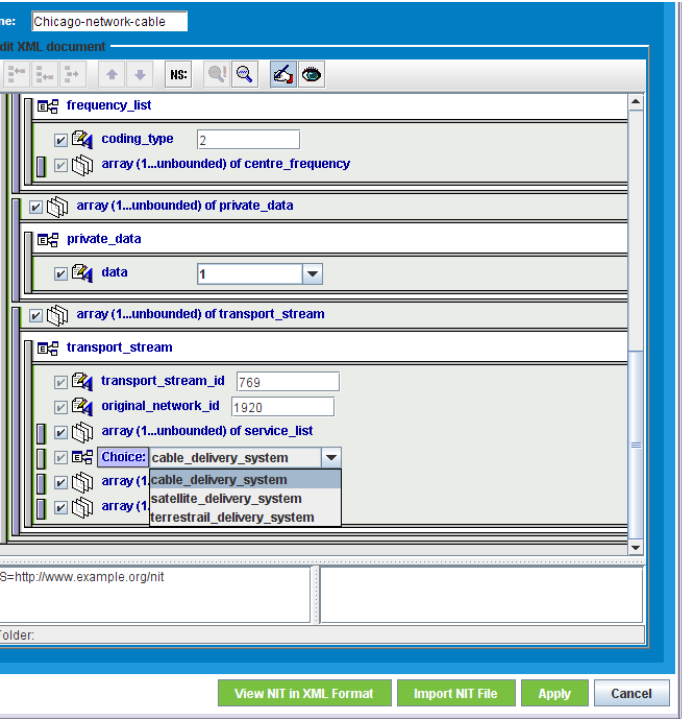 me: Chicago-network-cable
dit XML document
NS:
frequency_list
coding_type 2
array (1...unbounded) of centre_frequency
array (1...unbounded) of private_data
private_data
data 1
array (1...unbounded) of transport_stream
transport_stream
transport_stream_id 769
original_network_id 1920
array (1...unbounded) of service_list
Choice: cable_delivery_system
array (1. cable_delivery_system
satellite_delivery_system
array (1. terrestrail_delivery_system
S=http://www.example.org/nit
Folder:
View NIT in XML Format Import NIT File Apply Cancel